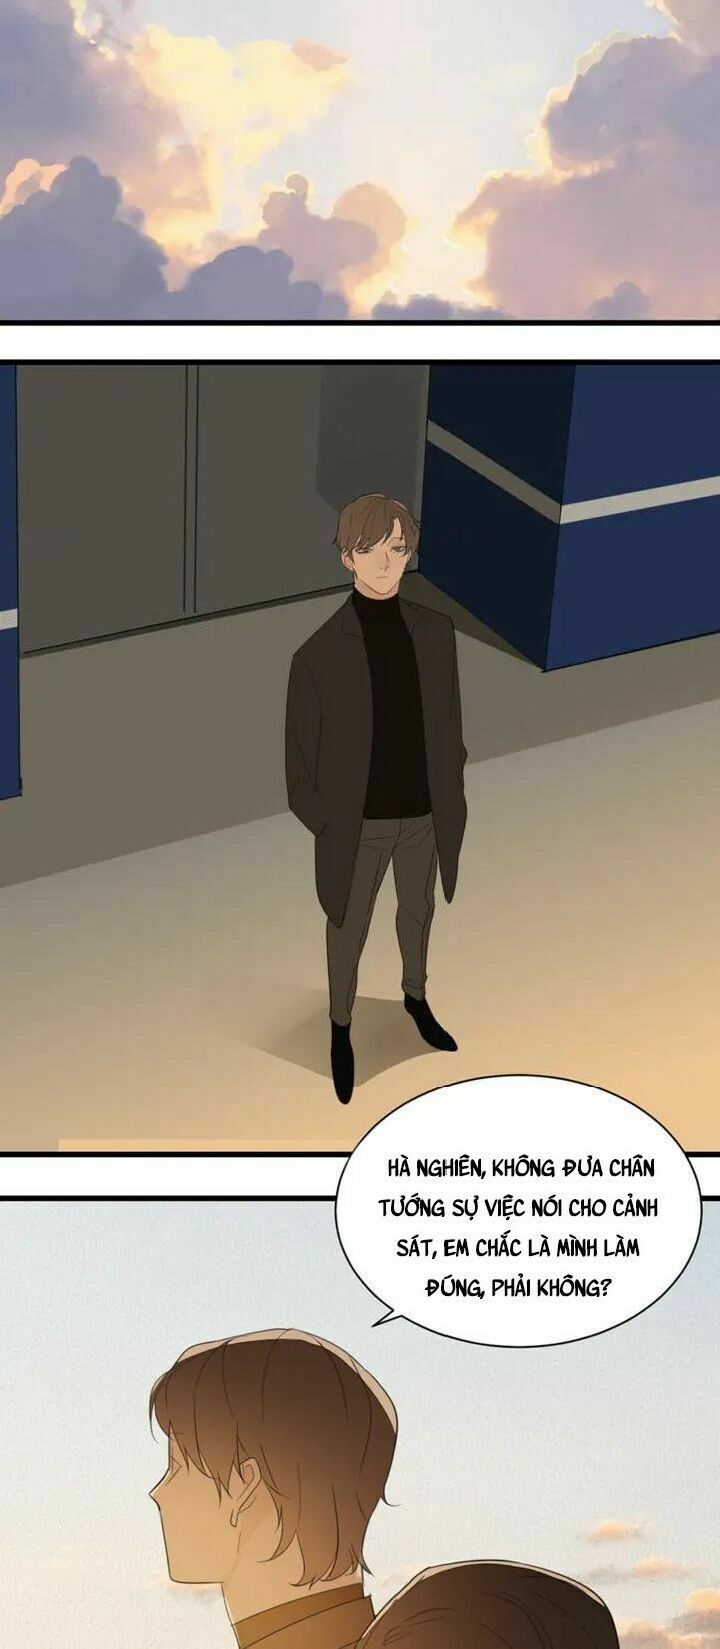 HÀ NGHIÊN, KHÔNG ĐƯA CHÂN
TƯỚNG SỰ VIỆC NÓI CHO CẢNH
SÁT, EM CHẮC LÀ MÌNH LÀM
ĐÚNG, PHẢI KHÔNG?